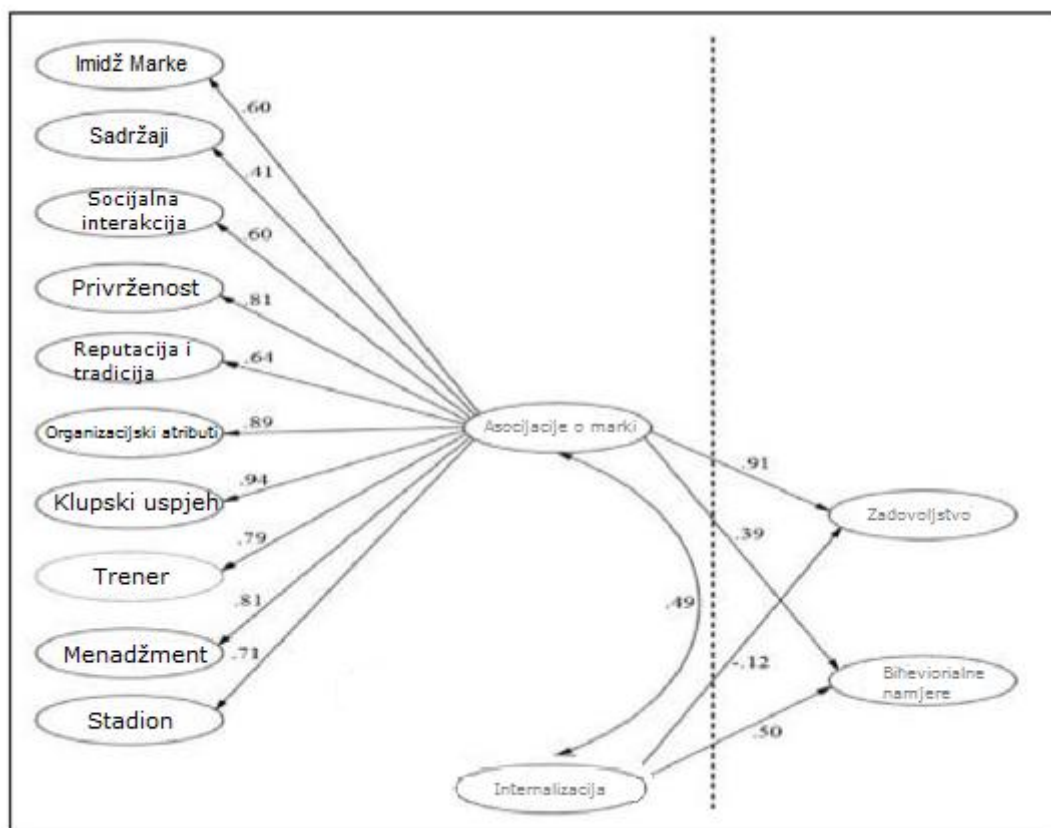 Imidž Marke
.60
Sadržaji
.41
Socijalna
interakcija
.60
Privrženost
.81
Reputacija i
tradicija
.64
Organizacijski atributi
.89
Asocijacije o marki
.91
Klupski uspjeh
.94
Zadovoljstvo
.39
Trener
.79
.49
.81
Menadžment
.71
-.12
Biheviorialne
namjere
Stadion
.50
Internalizacija